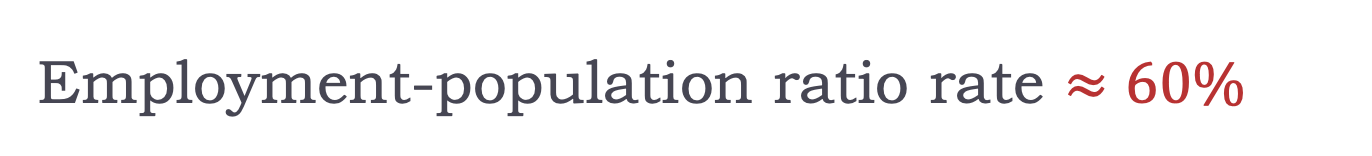 Employment-population ratio rate ≈ 60%